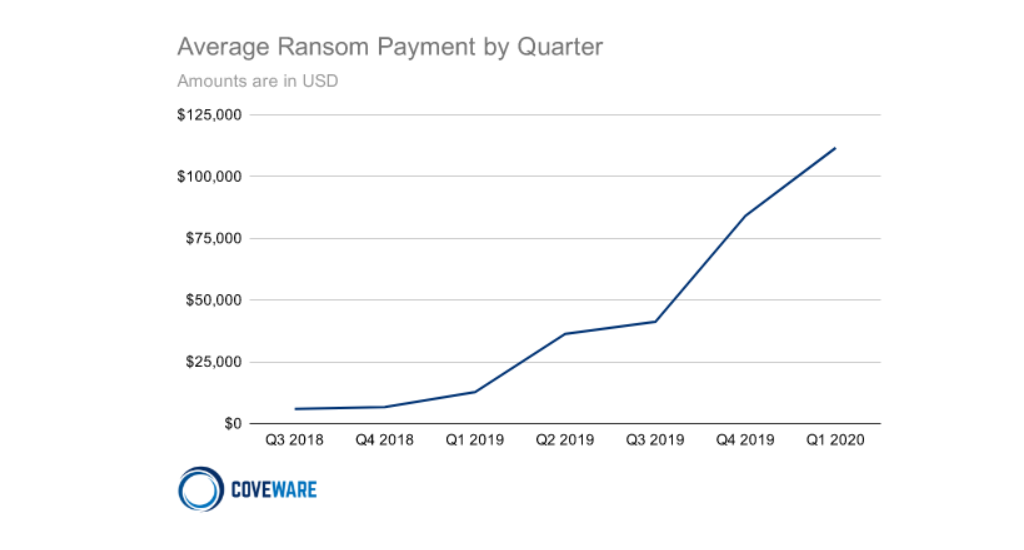 Average Ransom Payment by Quarter
Amounts are in USD
$125,000
$100,000
$75,000
$50,000
$25,000
$0
Q3 2018 Q4 2018 Q1 2019 Q2 2019 Q3 2019 Q4 2019 Q1 2020
COVEWARE